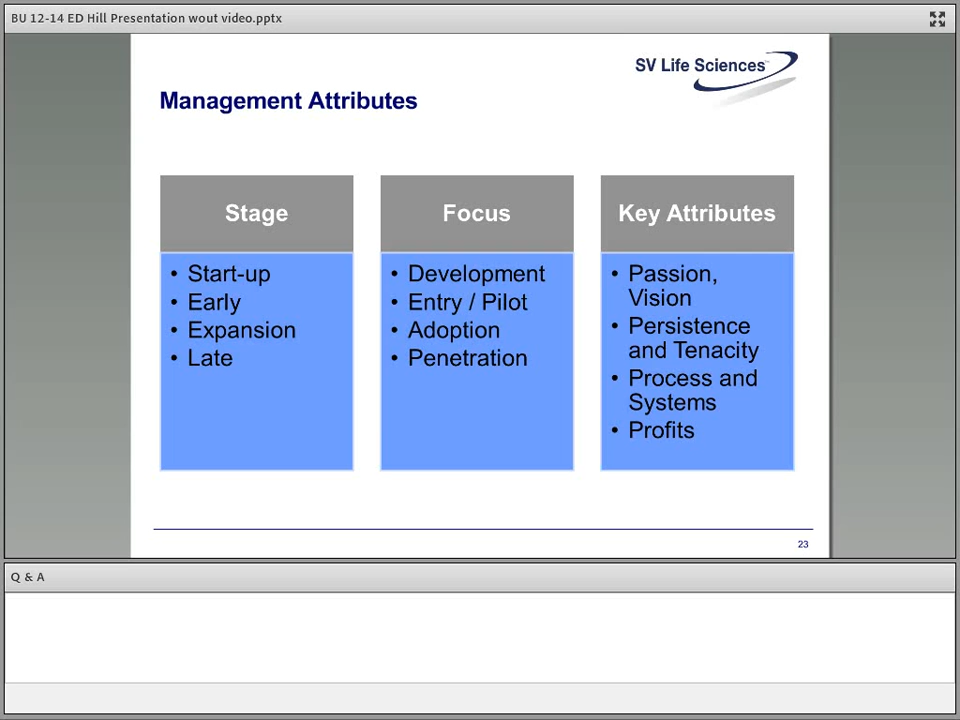 BU 12-14 ED Hill Presentation wout video.pptx
SV Life Sciences™
Management Attributes
Stage
• Start-up
• Early
• Expansion
• Late
Focus
• Development
• Entry / Pilot
• Adoption
• Penetration
Key Attributes
• Passion,
Vision
• Persistence
and Tenacity
• Process and
Systems
• Profits
23
Q & A